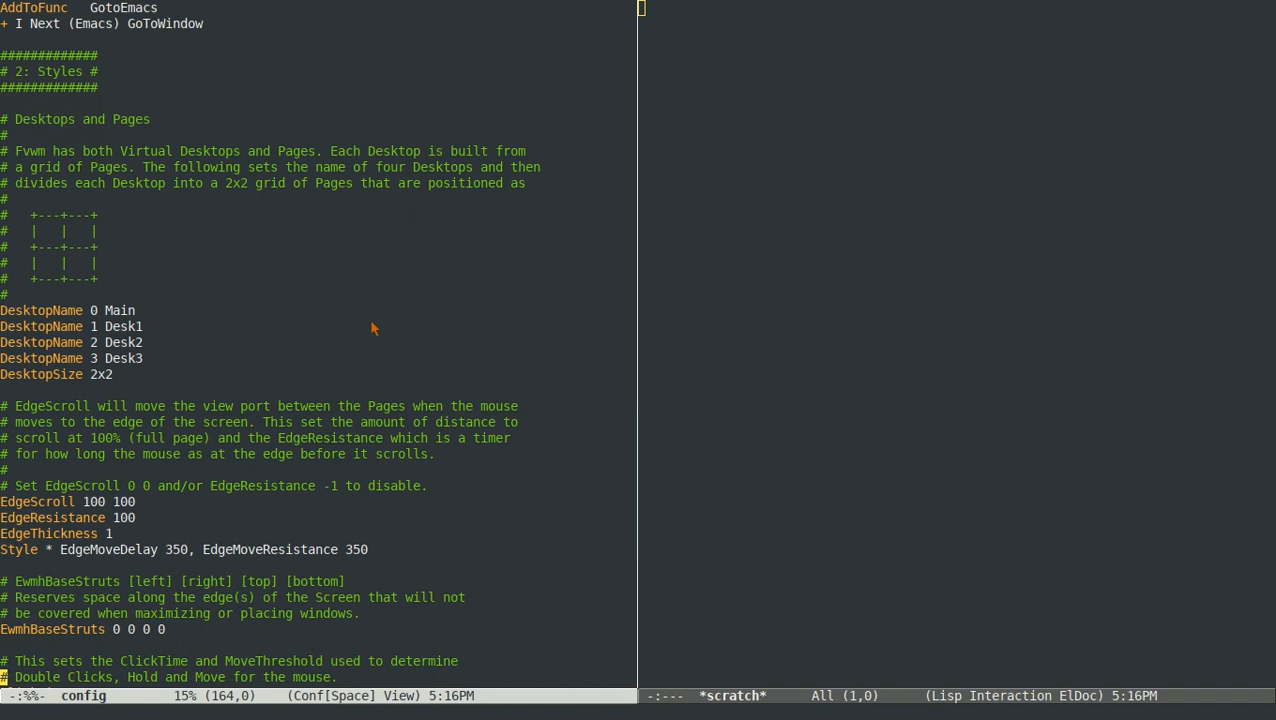 AddToFunc   GotoEmacs
+ I Next (Emacs) GoToWindow
#############
# 2: Styles #
#############
# Desktops and Pages
#
# Fvwm has both Virtual Desktops and Pages. Each Desktop is built from
# a grid of Pages. The following sets the name of four Desktops and then
# divides each Desktop into a 2x2 grid of Pages that are positioned as
#
#   +---+---+
#   |   |   |
#   +---+---+
#   |   |   |
#   +---+---+
#
DesktopName 0 Main
DesktopName 1 Desk1
DesktopName 2 Desk2
DesktopName 3 Desk3
DesktopSize 2x2
# EdgeScroll will move the view port between the Pages when the mouse
# moves to the edge of the screen. This set the amount of distance to
# scroll at 100% (full page) and the EdgeResistance which is a timer
# for how long the mouse as at the edge before it scrolls.
#
# Set EdgeScroll 0 0 and/or EdgeResistance -1 to disable.
EdgeScroll 100 100
EdgeResistance 100
EdgeThickness 1
Style * EdgeMoveDelay 350, EdgeMoveResistance 350
# EwmhBaseStruts [left] [right] [top] [bottom]
# Reserves space along the edge(s) of the Screen that will not
# be covered when maximizing or placing windows.
EwmhBaseStruts 0 0 0 0
# This sets the ClickTime and MoveThreshold used to determine
# Double Clicks, Hold and Move for the mouse.
-:%%-  config         15% (164,0)    (Conf[Space] View) 5:16PM
-:---  *scratch*      All (1,0)      (Lisp Interaction ElDoc) 5:16PM